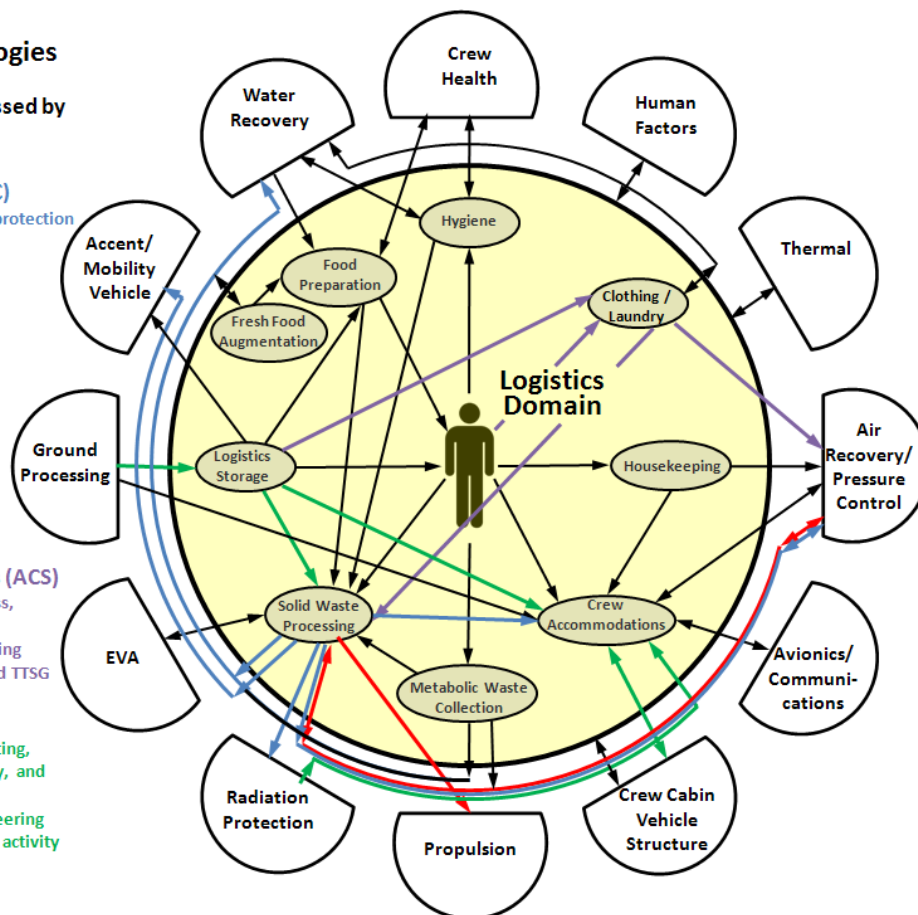 ogies
ssed by
C)
protection
(ACS)
ss,
ing
d TTSG
ting,
y, and
eering
activity
Crew
Health
Water
Recovery
Human
Factors
Accent/
Mobility
Vehicle
Thermal
Ground
Processing
Air
Recovery/
Pressure
Control
EVA
Avionics/
Communi-
cations
Radiation
Protection
Propulsion
Crew Cabin
Vehicle
Structure
Hygiene
Food
Preparation
Fresh Food
Augmentation
Clothing /
Laundry
Logistics
Domain
Logistics
Storage
Housekeeping
Solid Waste
Processing
Crew
Accommodations
Metabolic Waste
Collection